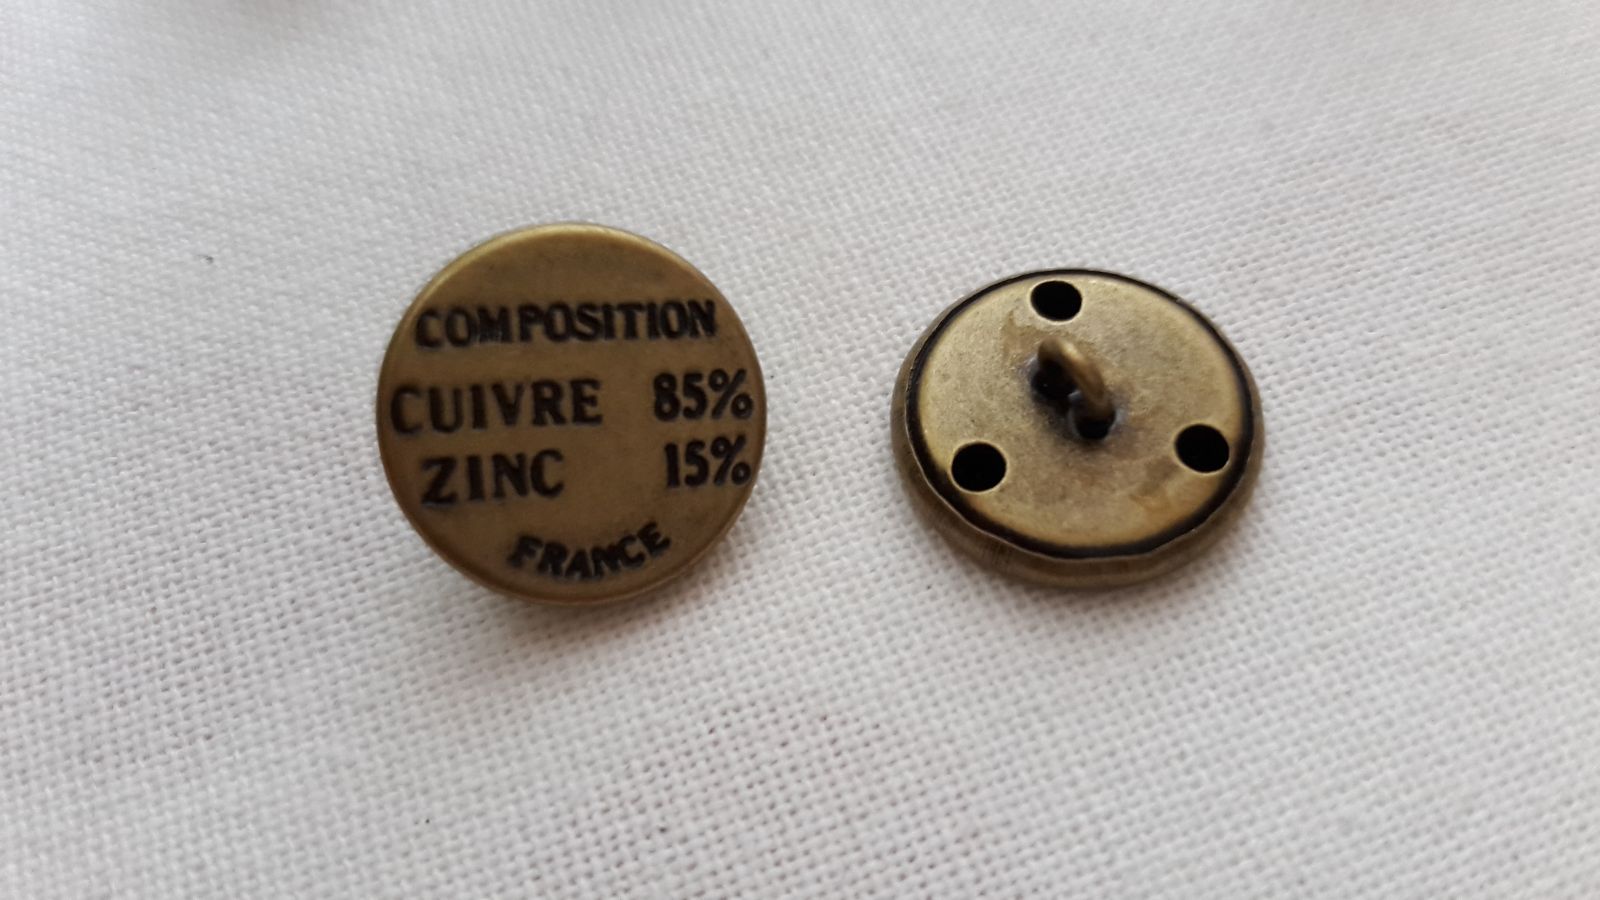 COMPOSITION
CUIVRE 85%
ZINC 15%
FRANCE